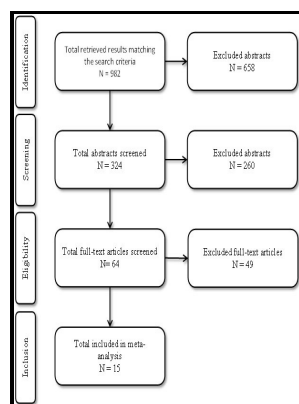 Identification
Total retrieved results matching
the search criteria
N = 982
Excluded abstracts
N = 658
Screening
Total abstracts screened
N = 324
Excluded abstracts
N = 260
Eligibility
Total full-text articles screened
N= 64
Excluded full-text articles
N = 49
Inclusion
Total included in meta-
analysis
N = 15